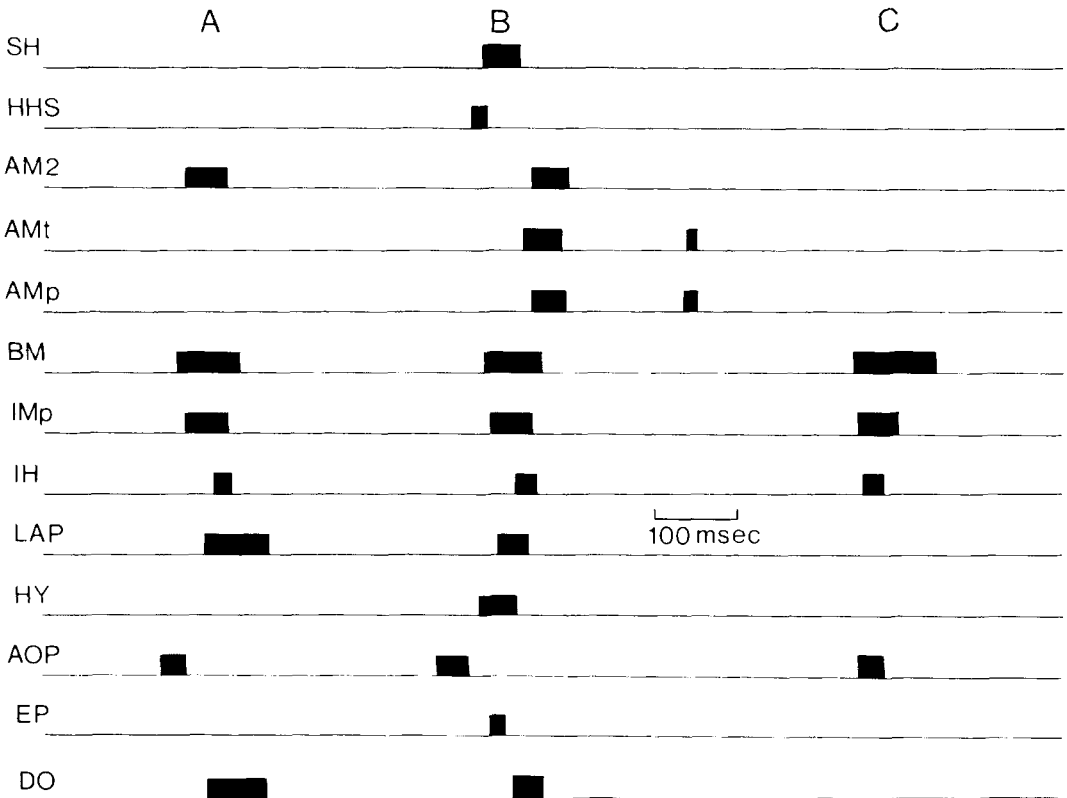 A B C
SH
HHS
AM2
AMt
AMp
BM
IMp
IH
LAP
100 msec
HY
AOP
EP
DO